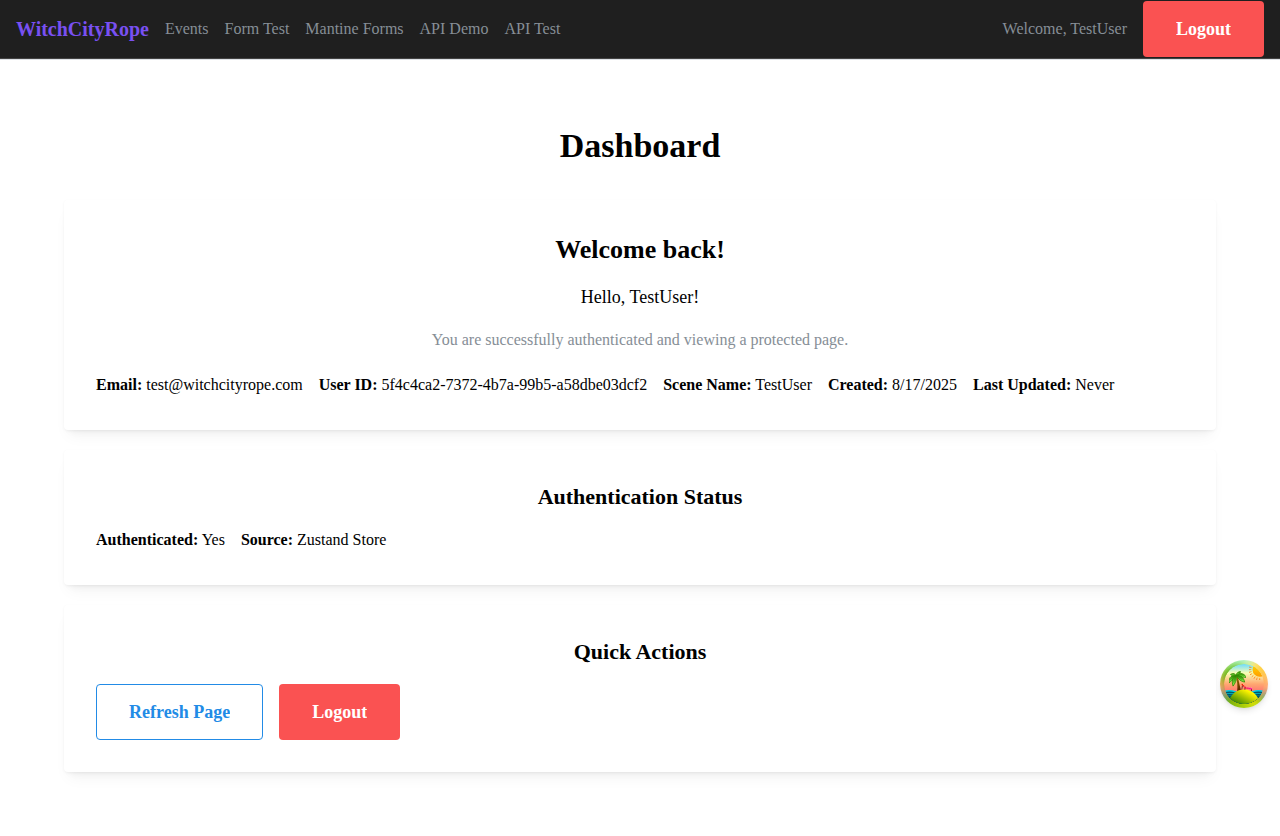 WitchCityRope Events Form Test Mantine Forms API Demo API Test Welcome, TestUser Logout
Dashboard
Welcome back!
Hello, TestUser!
You are successfully authenticated and viewing a protected page.
Email: test@witchcityrope.com User ID: 5f4c4ca2-7372-4b7a-99b5-a58dbe03dcf2 Scene Name: TestUser Created: 8/17/2025 Last Updated: Never
Authentication Status
Authenticated: Yes Source: Zustand Store
Quick Actions
Refresh Page Logout